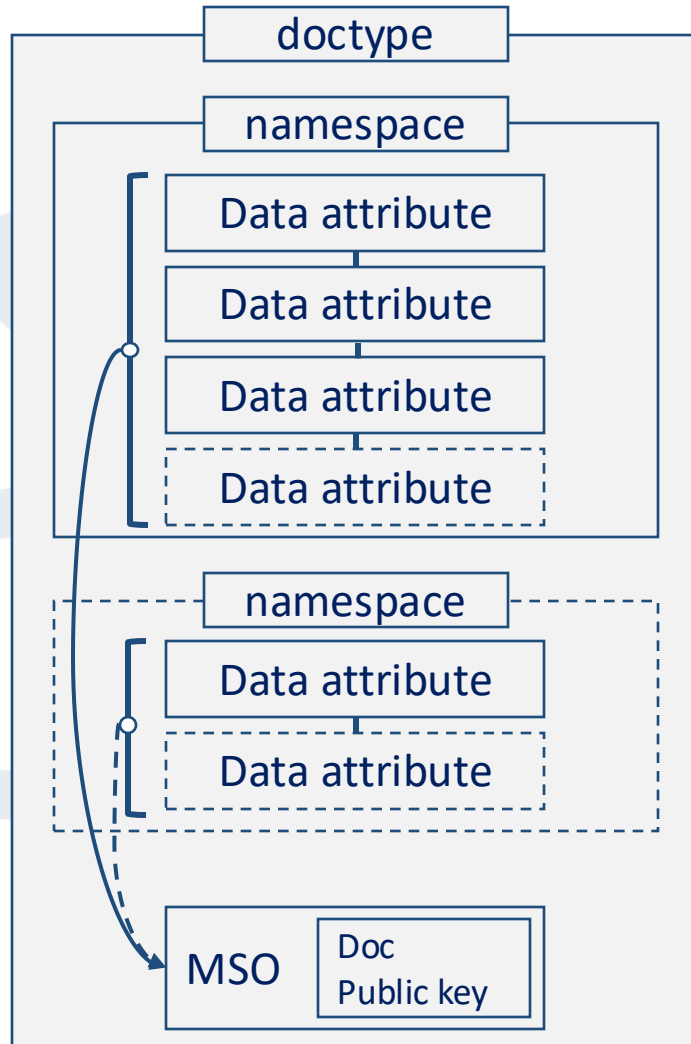 doctype
namespace
Data attribute
Data attribute
Data attribute
Data attribute
namespace
Data attribute
Data attribute
MSO
Doc
Public key